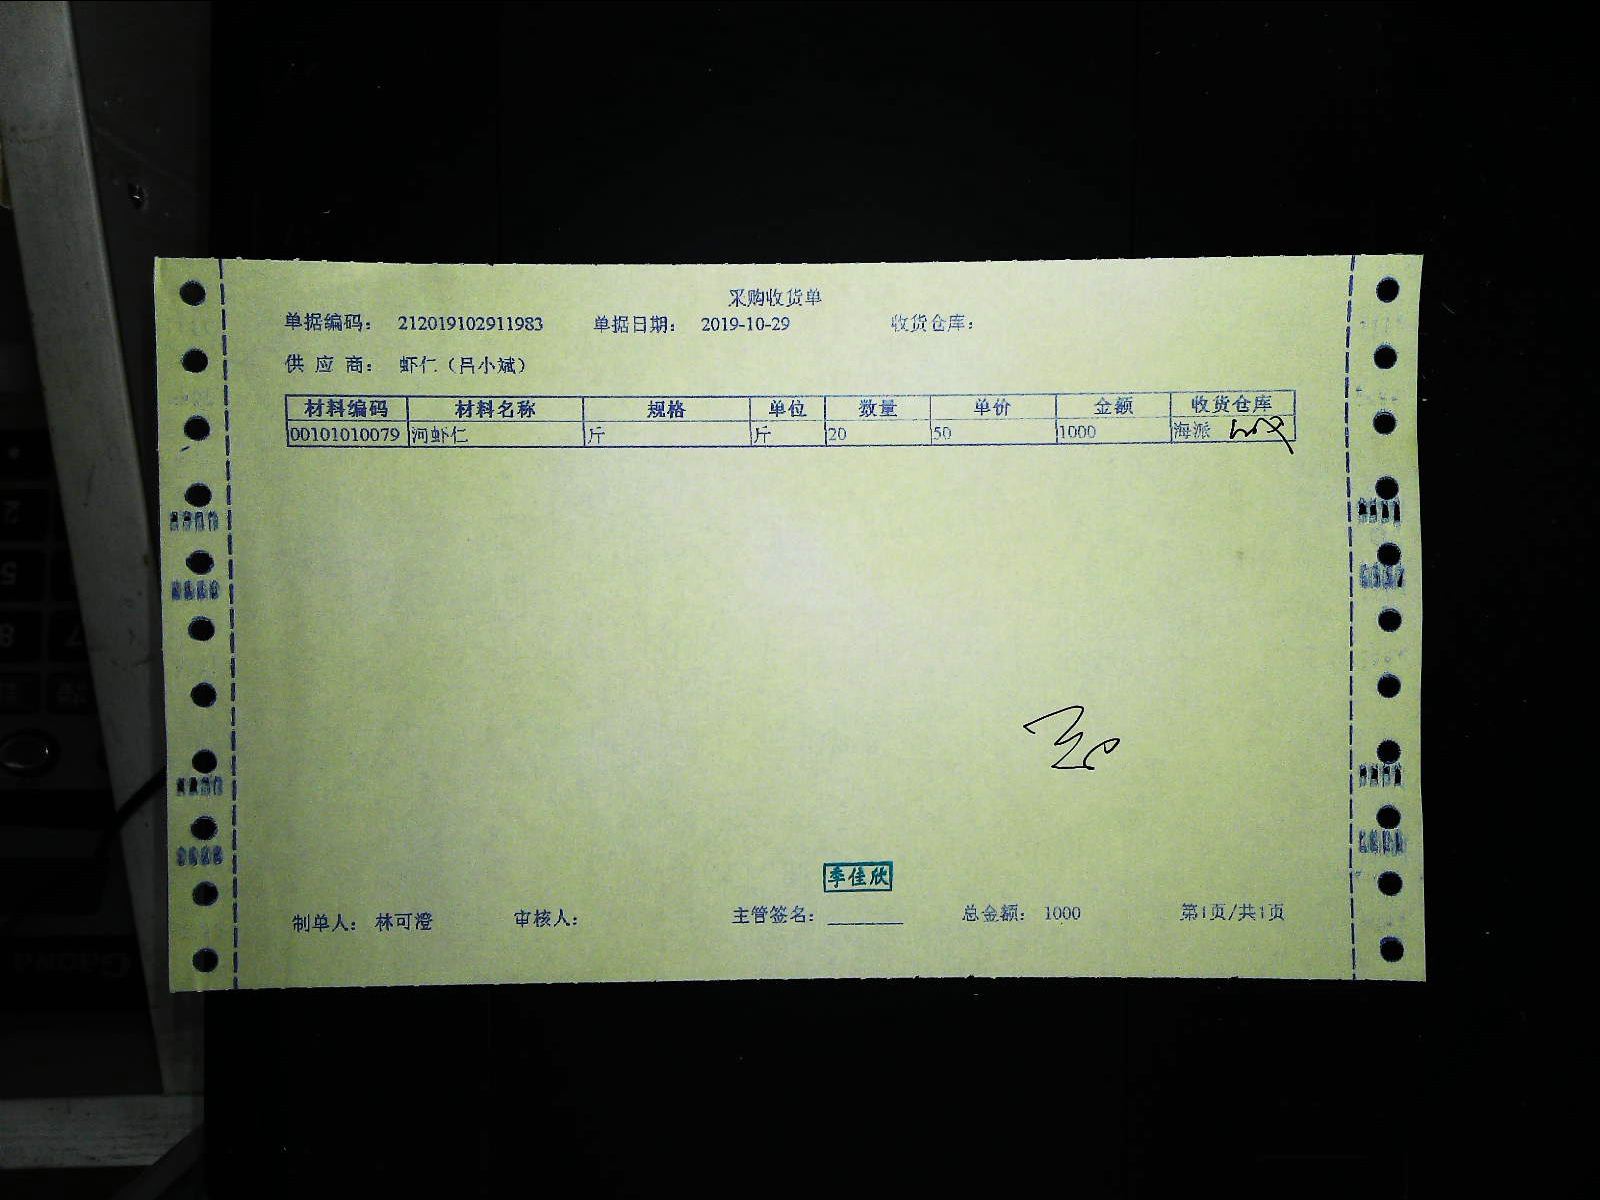 采购收货单
单据编码： 212019102911983 单据日期： 2019-10-29 收货仓库：
供 应 商： 虾仁（吕小斌）
材料编码 材料名称 规格 单位 数量 单价 金额 收货仓库
00101010079 河虾仁 斤 斤 20 50 1000 海派
李佳欣
制单人： 林可澄 审核人： 主管签名： 总金额： 1000 第1页/共1页